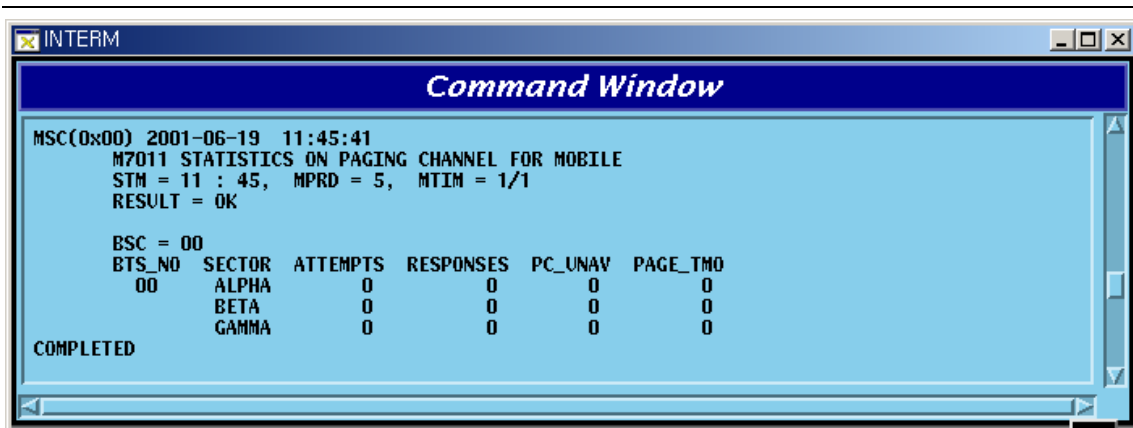 INTERM
Command Window
MSC(0x00) 2001-06-19 11:45:41
M7011 STATISTICS ON PAGING CHANNEL FOR MOBILE
STM = 11 : 45, MPRD = 5, MTIM = 1/1
RESULT = OK
BSC = 00
BTS_NO SECTOR ATTEMPTS RESPONSES PC_UNAV PAGE_TMO
00 ALPHA 0 0 0 0
BETA 0 0 0 0
GAMMA 0 0 0 0
COMPLETED